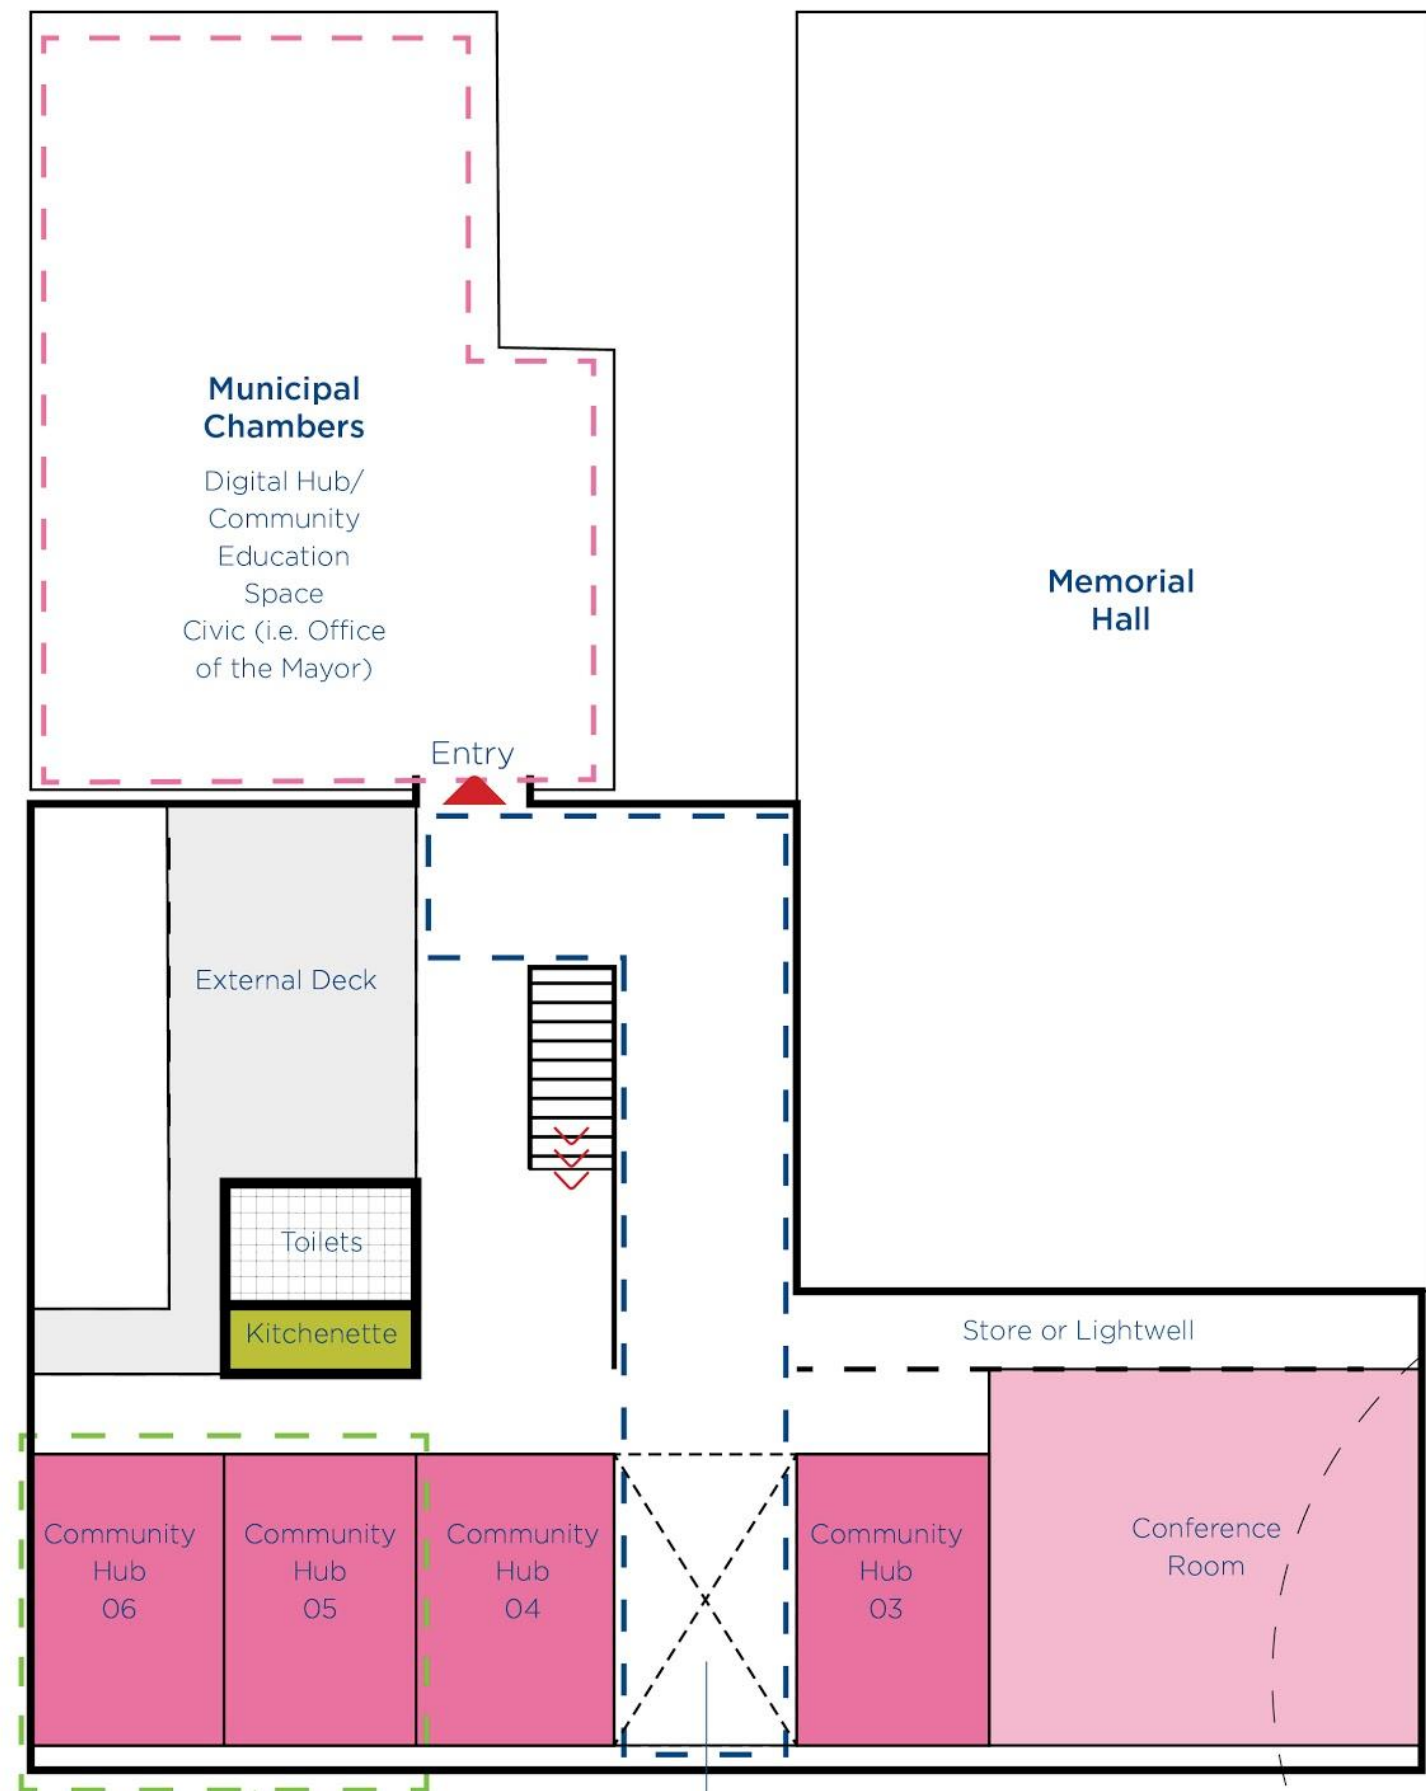 Municipal
Chambers
Digital Hub/
Community
Education
Space
Civic (i.e. Office
of the Mayor)
Memorial
Hall
Entry
External Deck
Toilets
Kitchenette
Store or Lightwell
Community
Hub
06
Community
Hub
05
Community
Hub
04
Community
Hub
03
Conference
Room